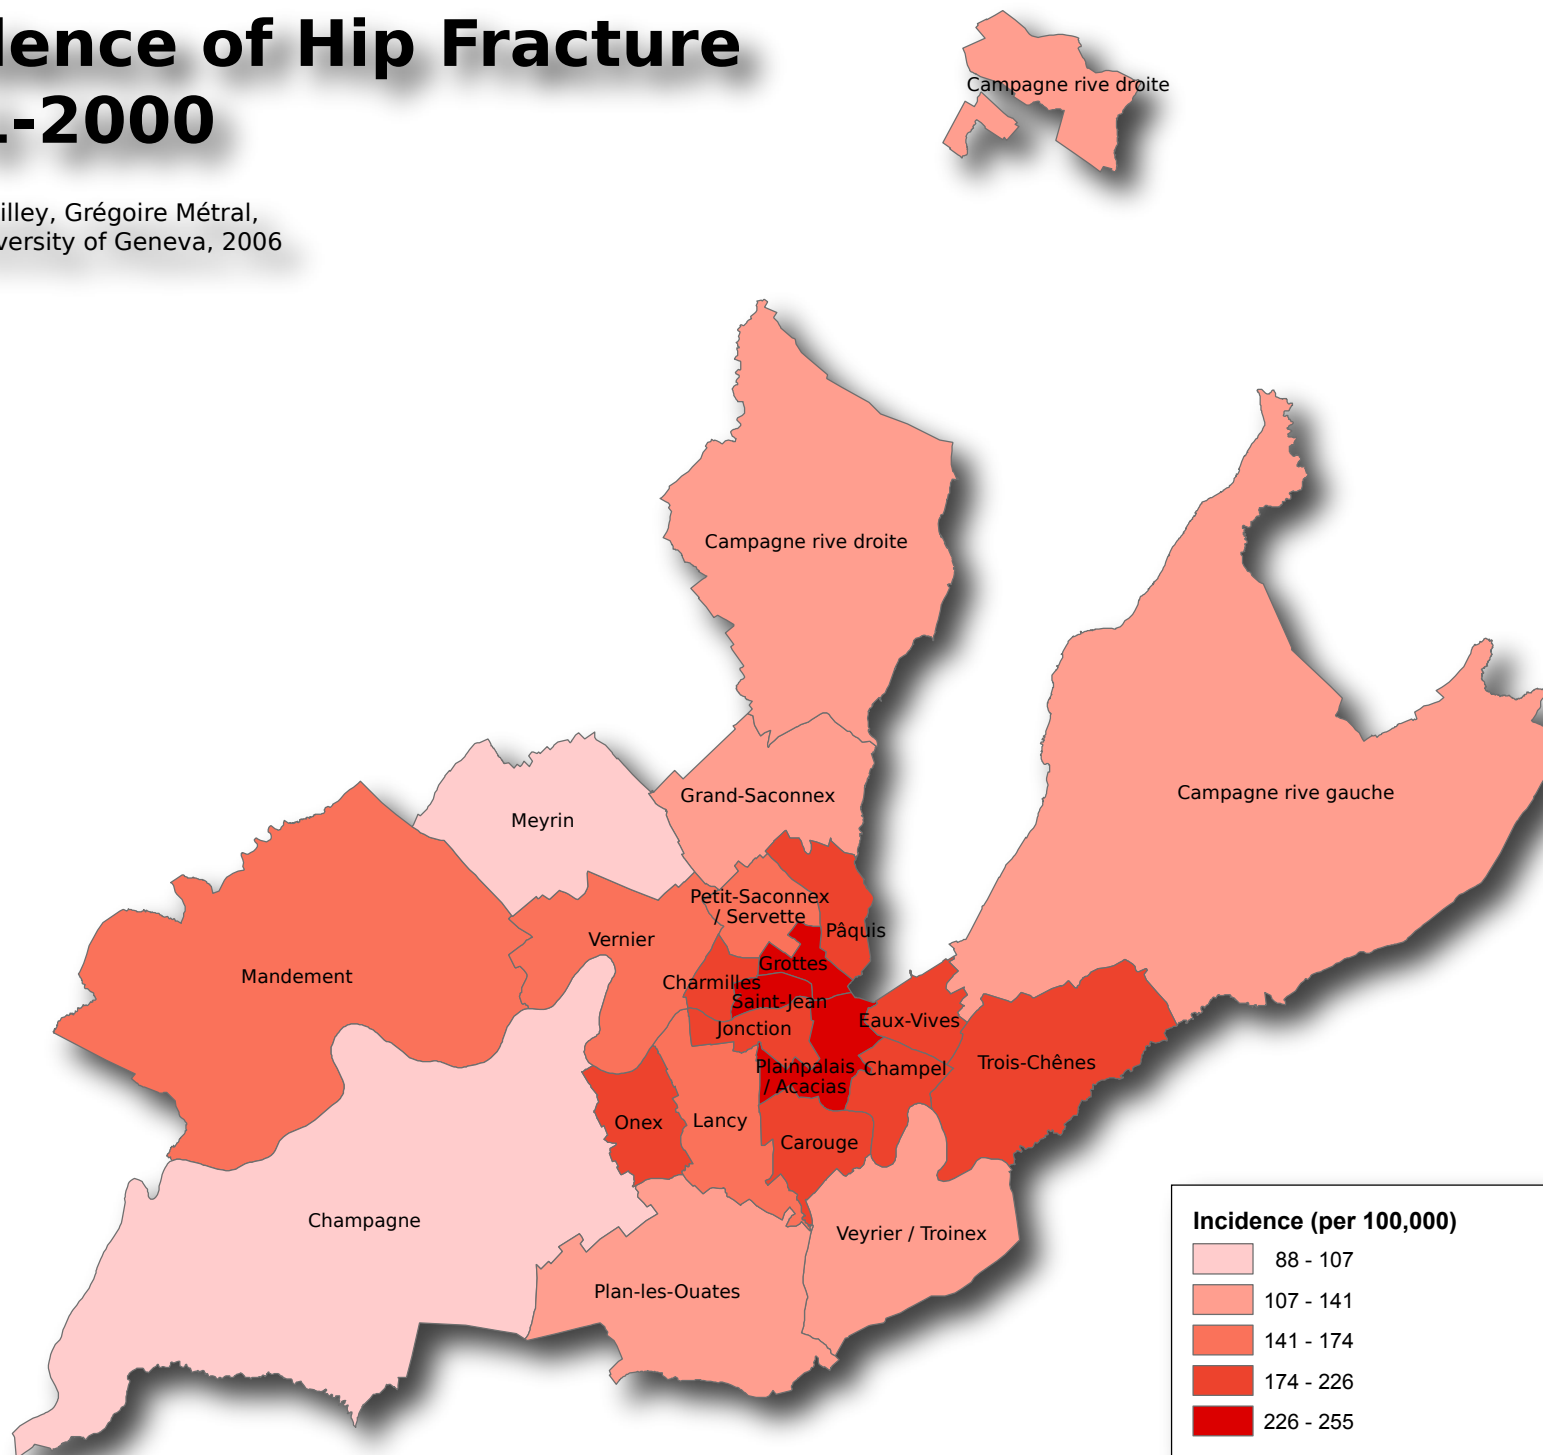 dence of Hip Fracture
-2000
illey, Grégoire Métral,
versity of Geneva, 2006
Campagne rive droite
Campagne rive droite
Campagne rive gauche
Grand-Saconnex
Meyrin
Petit-Saconnex
/ Servette
Pâquis
Vernier
Grottes
Mandement
Charmilles
Saint-Jean
Eaux-Vives
Jonction
Trois-Chênes
Plainpalais
/ Acacias
Champel
Onex
Lancy
Carouge
Champagne
Veyrier / Troinex
Plan-les-Ouates
Incidence (per 100,000)
88 - 107
107 - 141
141 - 174
174 - 226
226 - 255